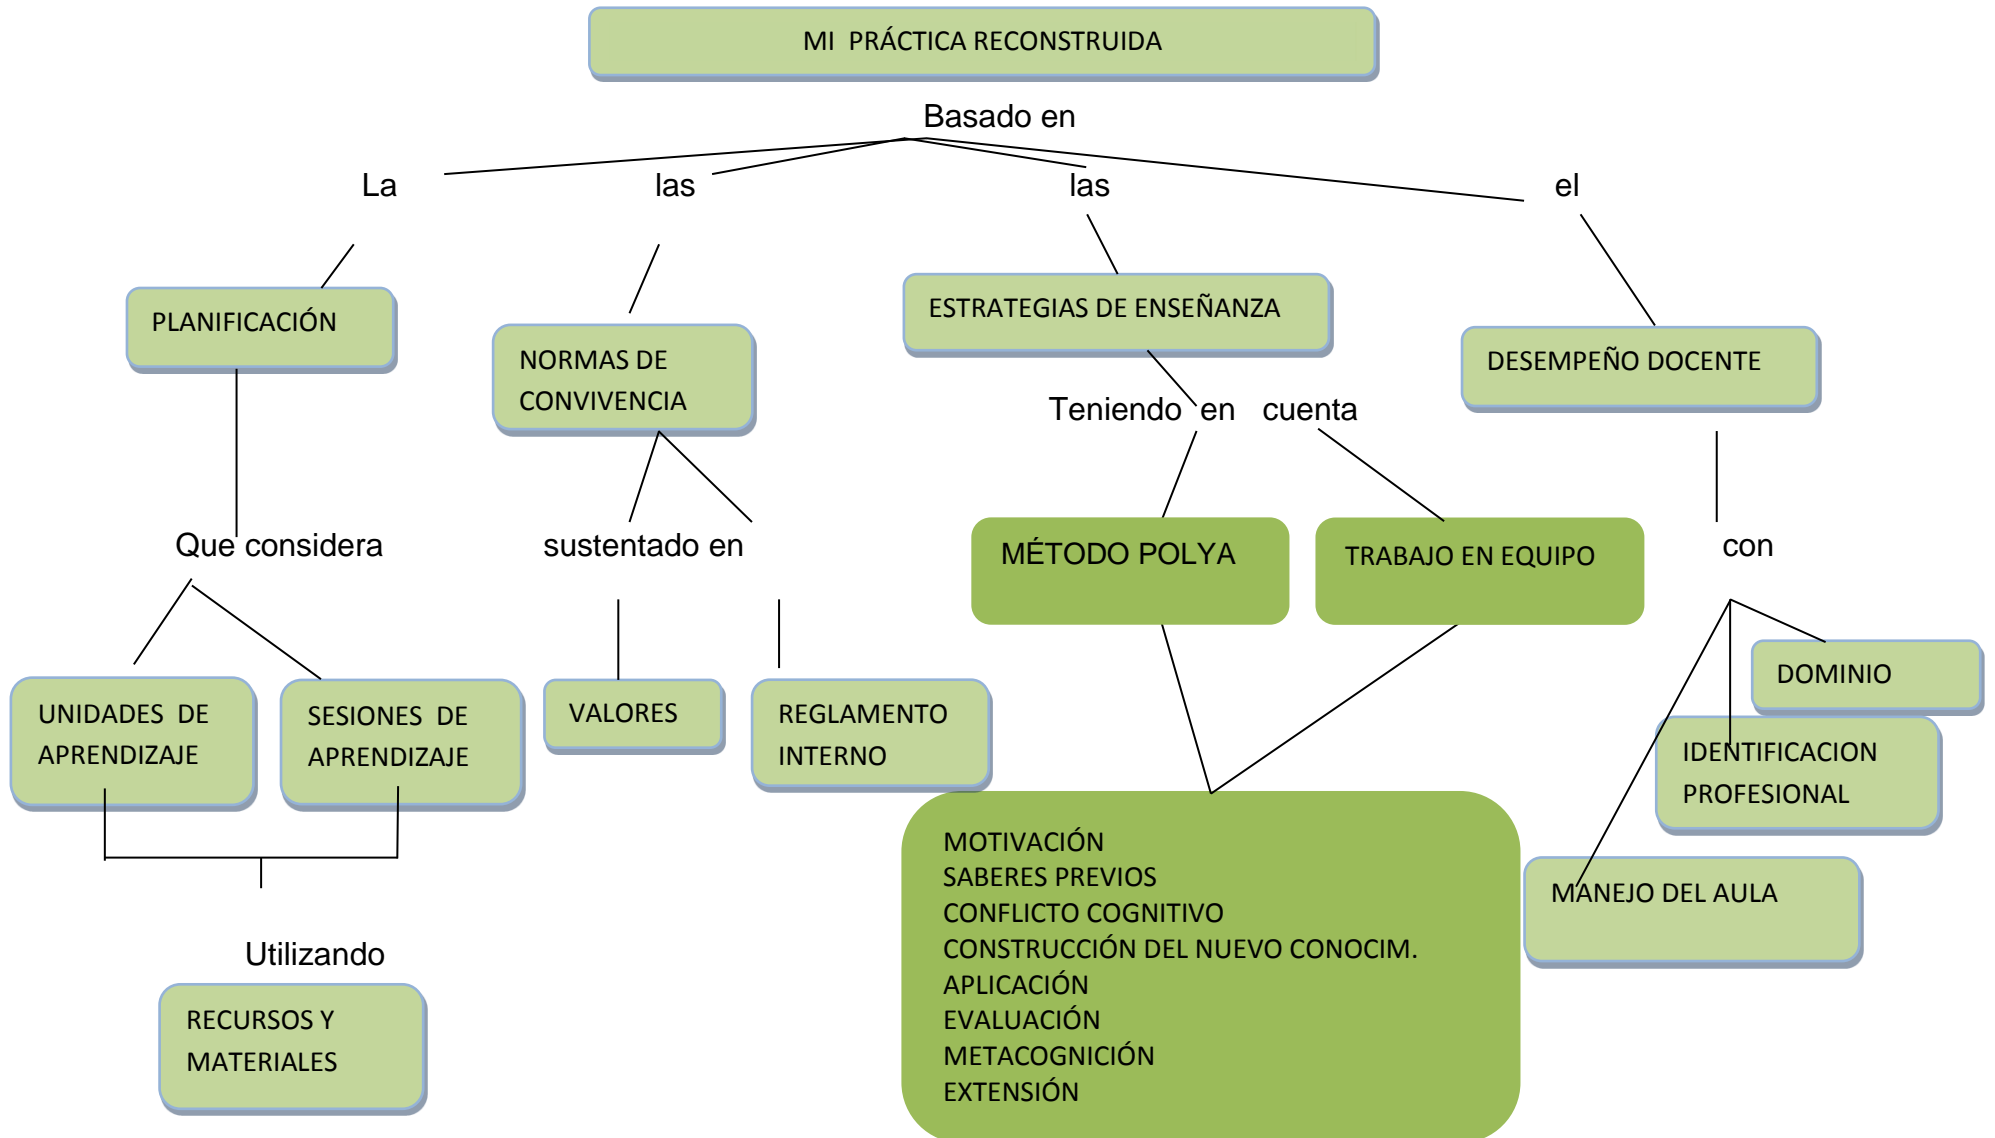 MI PRÁCTICA RECONSTRUIDA
Basado en
La
las
las
el
PLANIFICACIÓN
NORMAS DE
CONVIVENCIA
ESTRATEGIAS DE ENSEÑANZA
DESEMPEÑO DOCENTE
Teniendo en cuenta
Que considera
sustentado en
MÉTODO POLYA
TRABAJO EN EQUIPO
con
UNIDADES DE
APRENDIZAJE
SESIONES DE
APRENDIZAJE
VALORES
REGLAMENTO
INTERNO
DOMINIO
IDENTIFICACION
PROFESIONAL
MANEJO DEL AULA
MOTIVACIÓN
SABERES PREVIOS
CONFLICTO COGNITIVO
CONSTRUCCIÓN DEL NUEVO CONOCIM.
APLICACIÓN
EVALUACIÓN
METACOGNICIÓN
EXTENSIÓN
Utilizando
RECURSOS Y
MATERIALES